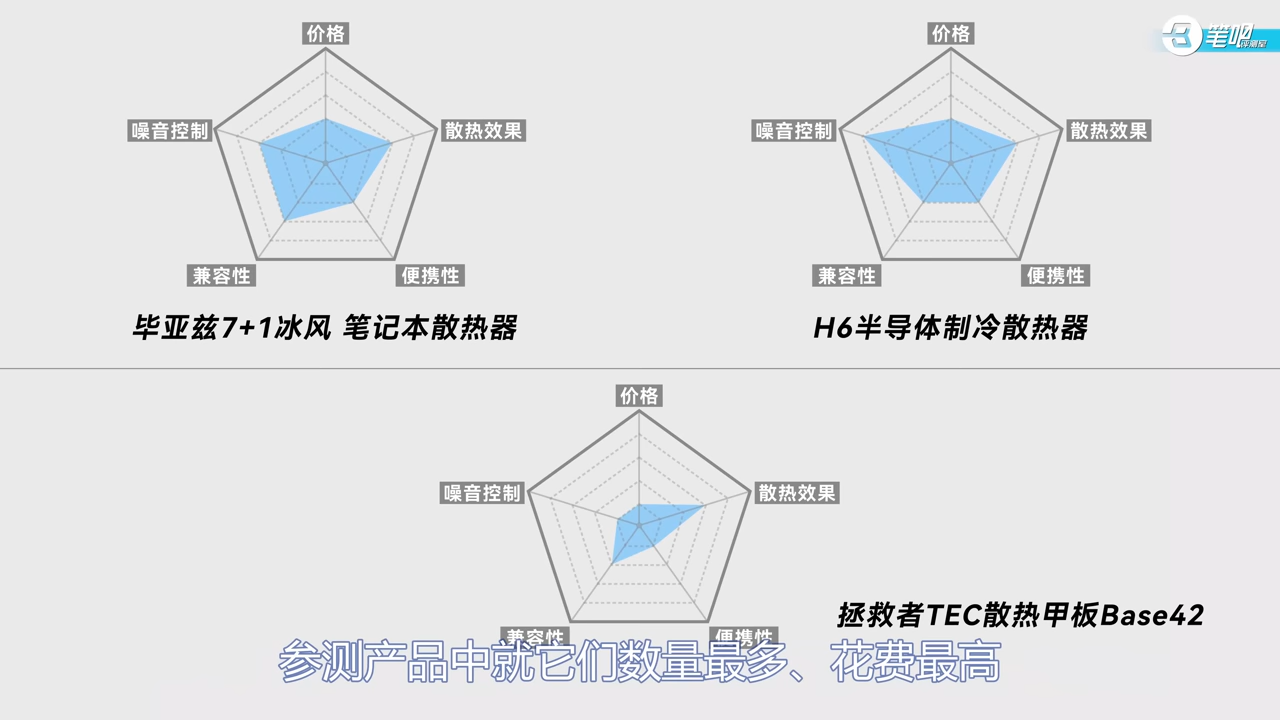 价格
价格
笔吧评测室
噪音控制
散热效果
噪音控制
散热效果
兼容性
便携性
兼容性
便携性
毕亚兹7+1冰风 笔记本散热器
H6半导体制冷散热器
价格
噪音控制
散热效果
拯救者TEC散热甲板Base42
兼容性
便携性
参测产品中就它们数量最多、花费最高